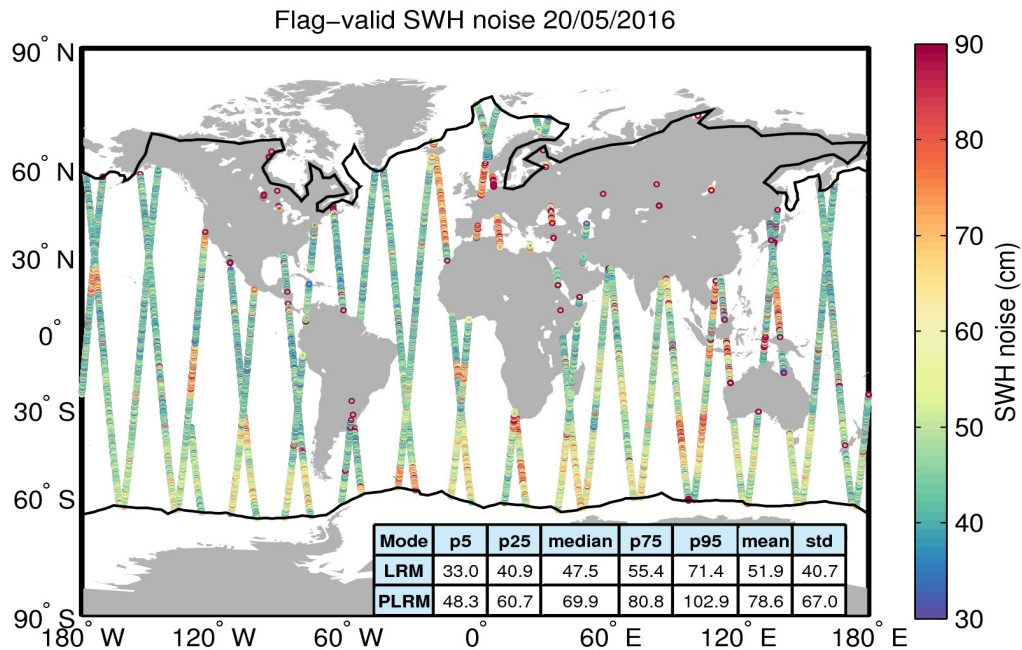 Flag−valid SWH noise 20/05/2016
90° N
60° N
30° N
0°
30° S
60° S
90° S
180° W
120° W
60° W
0°
60° E
120° E
180° E
Mode p5 p25 median p75 p95 mean std
LRM 33.0 40.9 47.5 55.4 71.4 51.9 40.7
PLRM 48.3 60.7 69.9 80.8 102.9 78.6 67.0
90
80
70
60
50
40
30
SWH noise (cm)